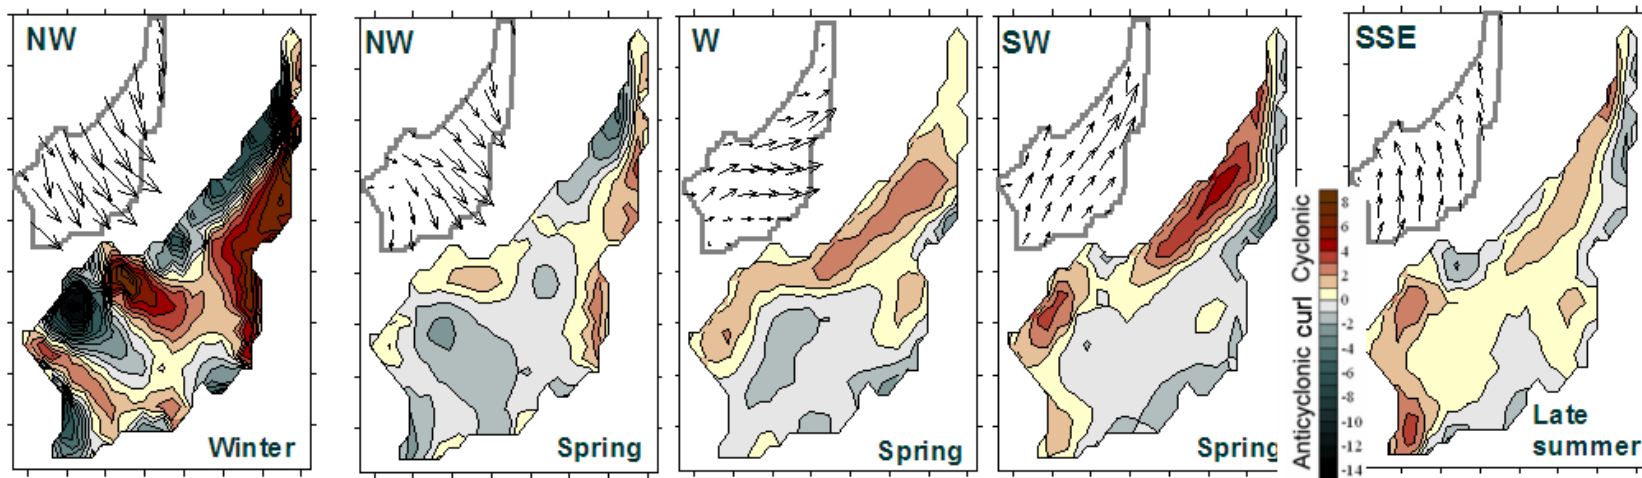 NW
Winter
NW
Spring
W
Spring
SW
Spring
Anticyclonic curl Cyclonic
8
6
4
2
0
-2
-4
-6
-8
-10
-12
-14
SSE
Late
summer